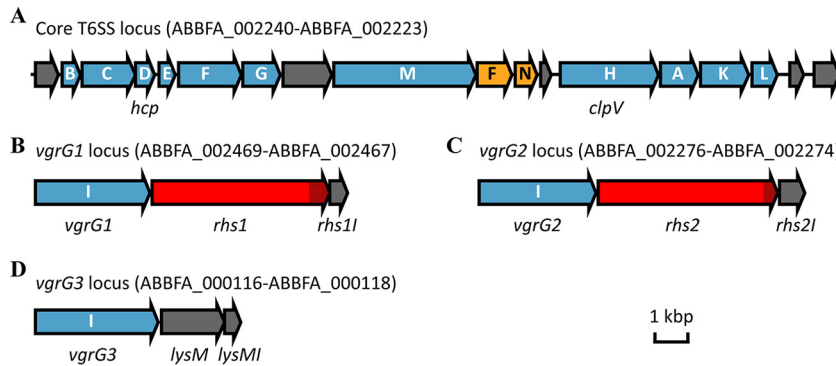 A
Core T6SS locus (ABBFA_002240-ABBFA_002223)
B C D E F G M F N H A K L
hcp clpV
B
vgrG1 locus (ABBFA_002469-ABBFA_002467)
I
vgrG1 rhs1 rhs1I
C
vgrG2 locus (ABBFA_002276-ABBFA_002274)
I
vgrG2 rhs2 rhs2I
D
vgrG3 locus (ABBFA_000116-ABBFA_000118)
I
vgrG3 lysM lysMI
1 kbp